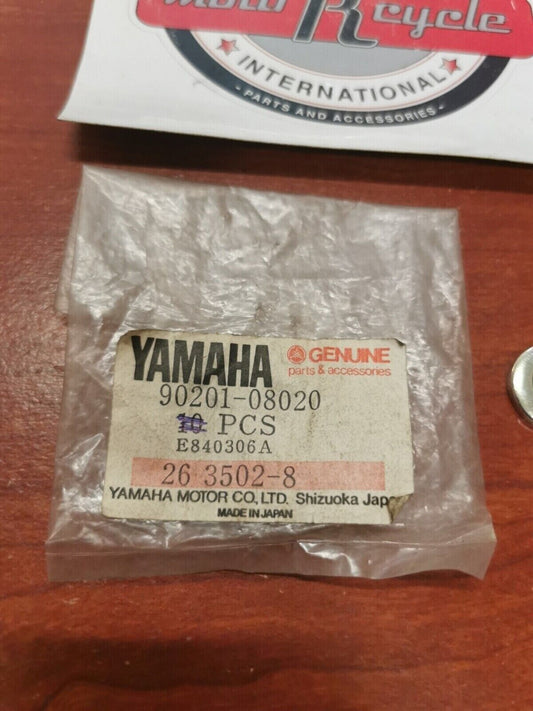 Moto R cycle
INTERNATIONAL
- PARTS AND ACCESSORIES -
YAMAHA GENUINE
parts & accessories
90201-08020
10 PCS
E840306A
26 3502-8
YAMAHA MOTOR CO., LTD. Shizuoka Jap
MADE IN JAPAN